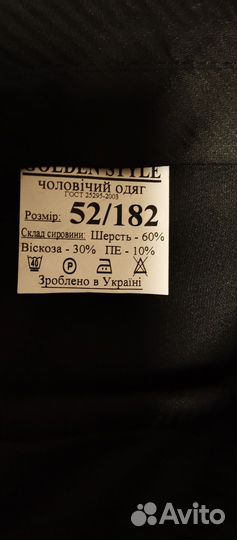 GOLDEN STYLE
ЧОЛОВІЧИЙ ОДЯГ
ГОСТ 25295-2003
Розмір: 52/182
Склад сировини: Шерсть - 60%
Віскоза - 30% ПЕ - 10%
40 P
Зроблено в Україні
Avito